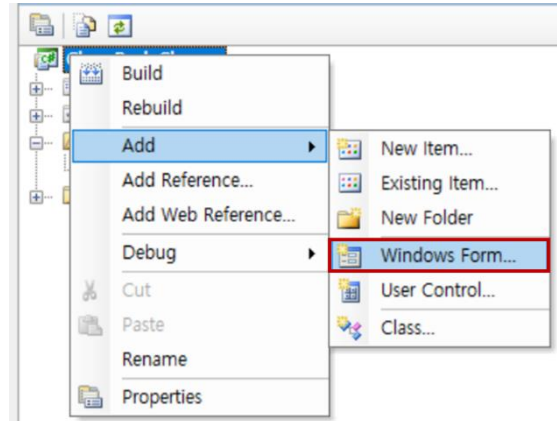 C#
Build
Rebuild
Add
Add Reference...
Add Web Reference...
Debug
Cut
Paste
Rename
Properties
New Item...
Existing Item...
New Folder
Windows Form...
User Control...
Class...